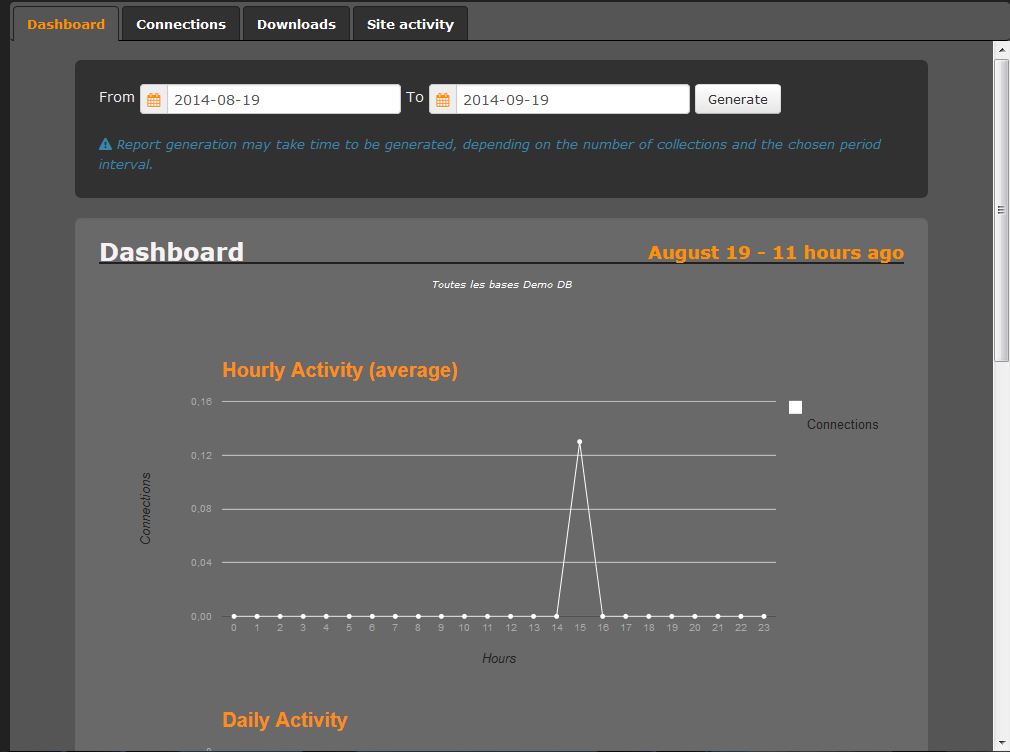 Dashboard Connections Downloads Site activity
From 2014-08-19 To 2014-09-19 Generate
Report generation may take time to be generated, depending on the number of collections and the chosen period
interval.
Dashboard August 19 - 11 hours ago
Toutes les bases Demo DB
Hourly Activity (average)
0,16
Connections
0,12
0,08
0,04
0,00
Connections
0 1 2 3 4 5 6 7 8 9 10 11 12 13 14 15 16 17 18 19 20 21 22 23
Hours
Daily Activity